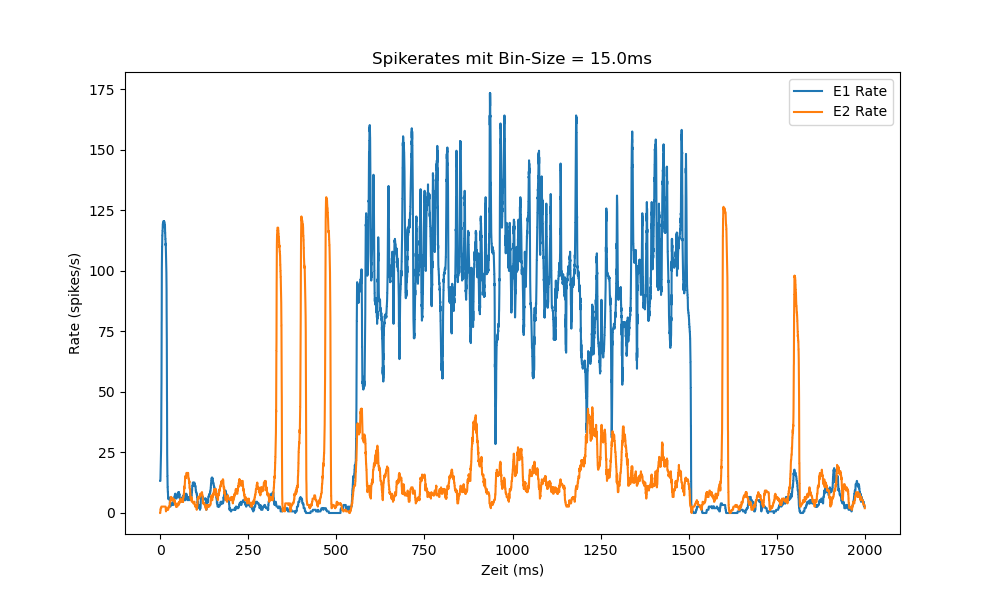 Spikerates mit Bin-Size = 15.0ms
E1 Rate
E2 Rate
Rate (spikes/s)
175
150
125
100
75
50
25
0
0 250 500 750 1000 1250 1500 1750 2000
Zeit (ms)